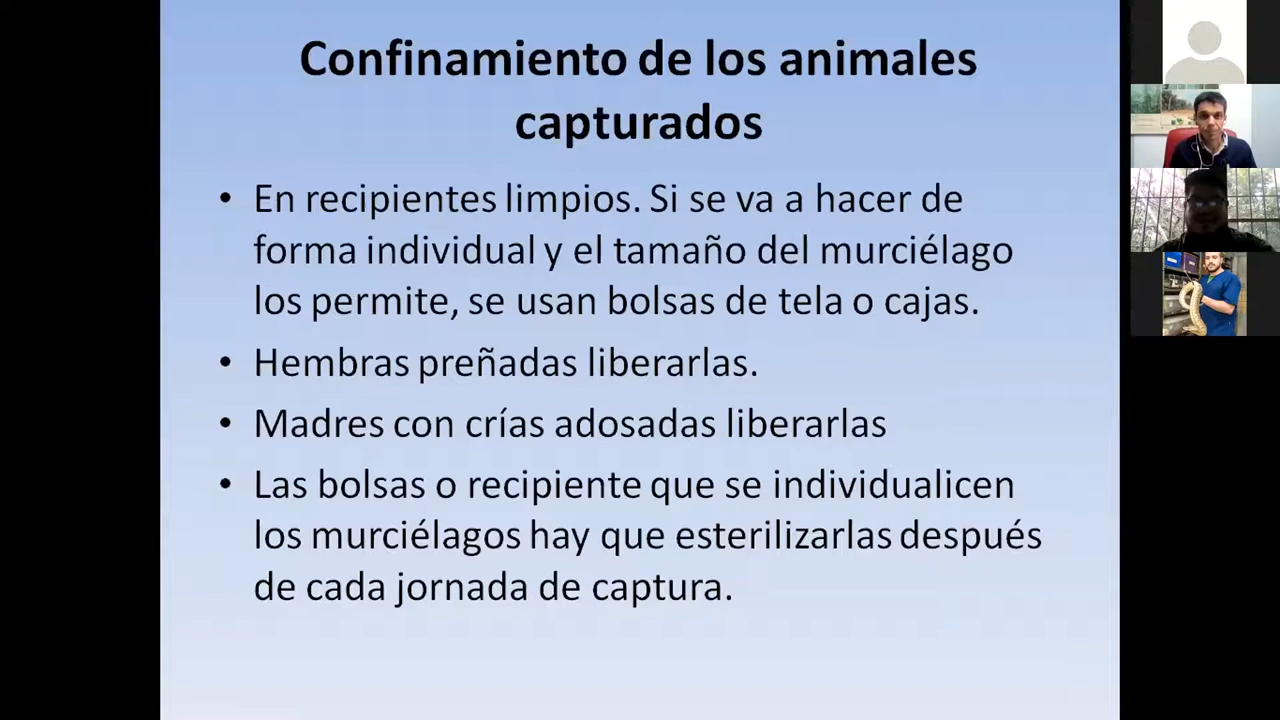 Confinamiento de los animales
capturados
• En recipientes limpios. Si se va a hacer de
forma individual y el tamaño del murciélago
los permite, se usan bolsas de tela o cajas.
• Hembras preñadas liberarlas.
• Madres con crías adosadas liberarlas
• Las bolsas o recipiente que se individualicen
los murciélagos hay que esterilizarlas después
de cada jornada de captura.